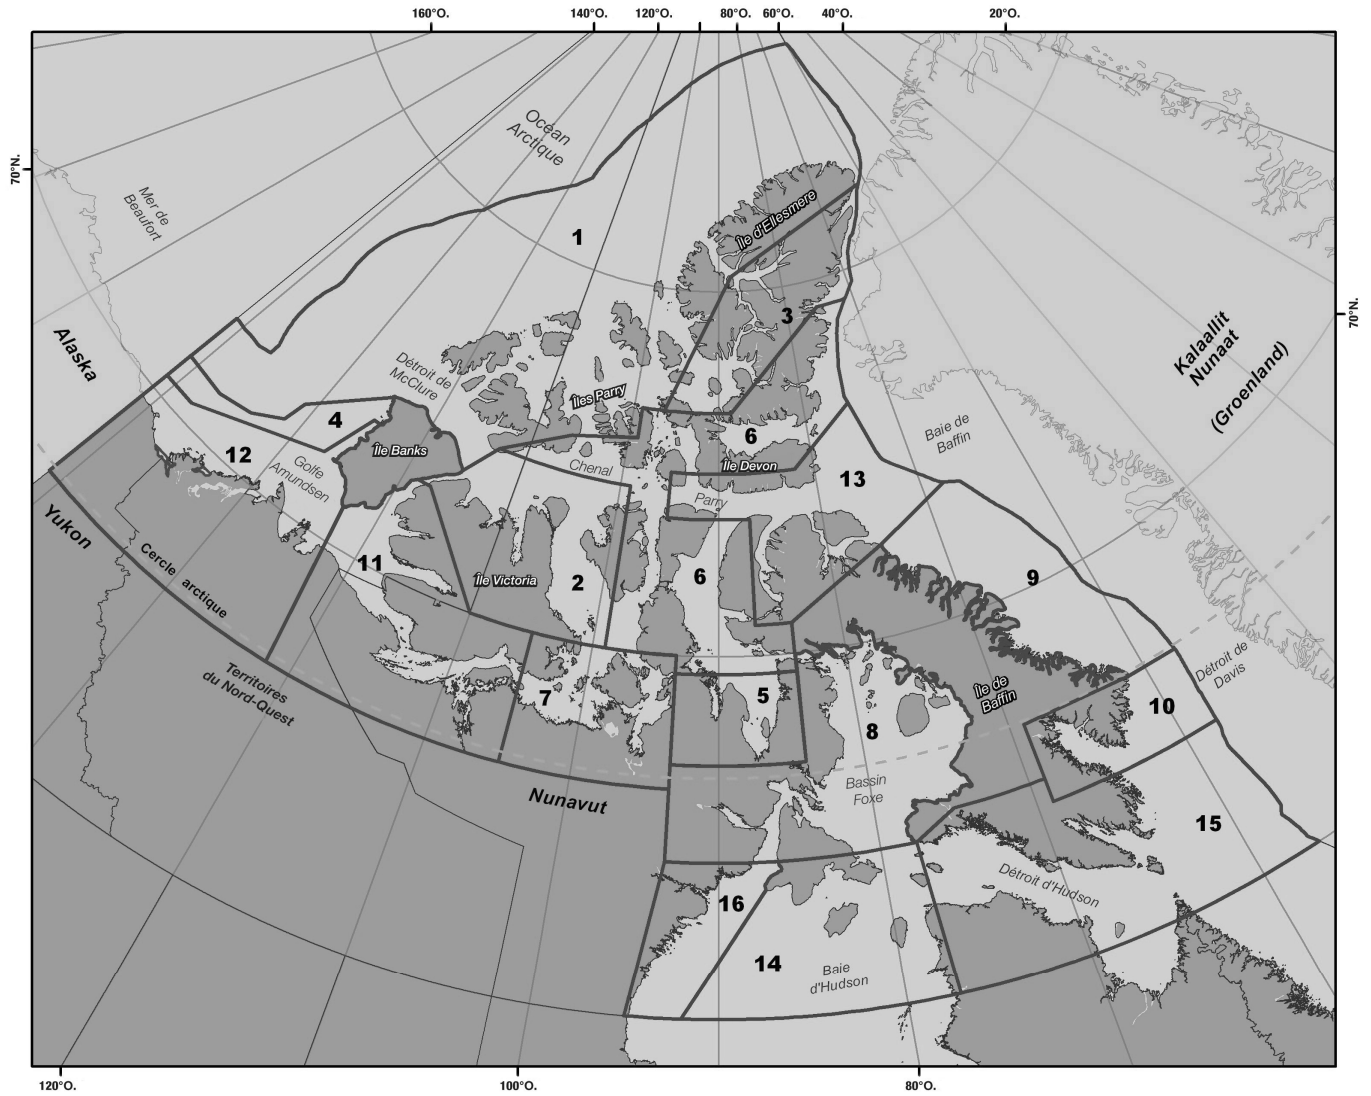 160°O.
140°O.
120°O.
80°O.
60°O.
40°O.
20°O.
70°N.
Océan
Arctique
Mer de
Beaufort
1
Île d'Ellesmere
3
70°N.
Alaska
Kalaallit
Nunaat
(Groenland)
Détroit de
McClure
Îles Parry
4
Baie de
Baffin
12
Île Banks
6
Golfe
Amundsen
Chenal
Île Devon
13
Parry
Yukon
Cercle arctique
11
Île Victoria
2
6
9
Territoires
du Nord-Ouest
7
5
Île de
Baffin
Détroit de
Davis
10
8
Nunavut
Bassin
Foxe
15
Détroit d'Hudson
16
14
Baie
d'Hudson
120°O.
100°O.
80°O.